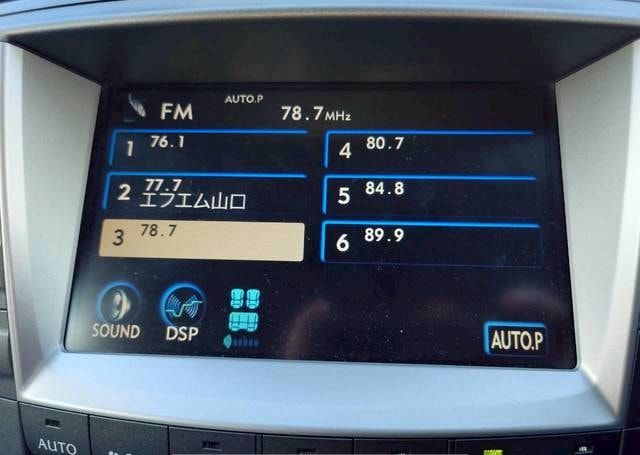 FM AUTO.P 78.7MHz
1 76.1
2 77.7
エフエム山口
3 78.7
4 80.7
5 84.8
6 89.9
SOUND
DSP
AUTO.P
AUTO